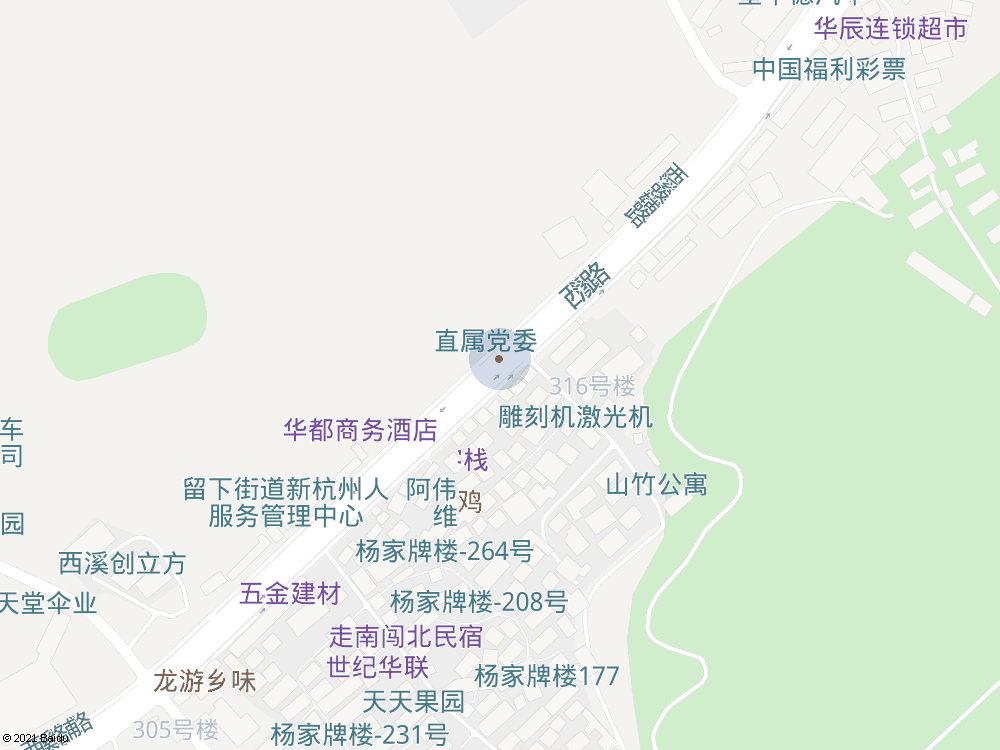 华辰连锁超市
中国福利彩票
西溪路
直属党委
316号楼
雕刻机激光机
华都商务酒店
栈
车
司
山竹公寓
留下街道新杭州人
服务管理中心
阿伟
鸡
维
园
杨家牌楼-264号
西溪创立方
五金建材
天堂伞业
杨家牌楼-208号
走南闯北民宿
世纪华联
龙游乡味
杨家牌楼177
天天果园
305号楼
杨家牌楼-231号
© 2021 Baidu